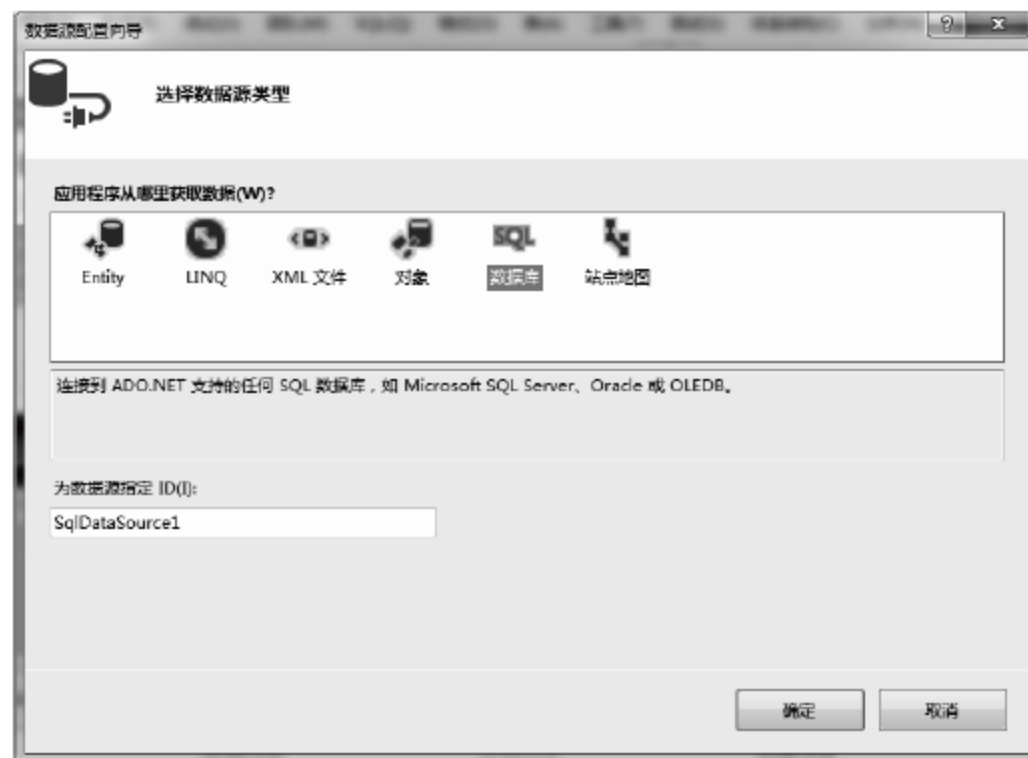 数据源配置向导
选择数据源类型
应用程序从哪里获取数据(W)?
SQL
Entity LINQ XML 文件 对象 数据库 站点地图
连接到 ADO.NET 支持的任何 SQL 数据库，如 Microsoft SQL Server、Oracle 或 OLEDB。
为数据源指定 ID(I):
SqlDataSource1
确定 取消